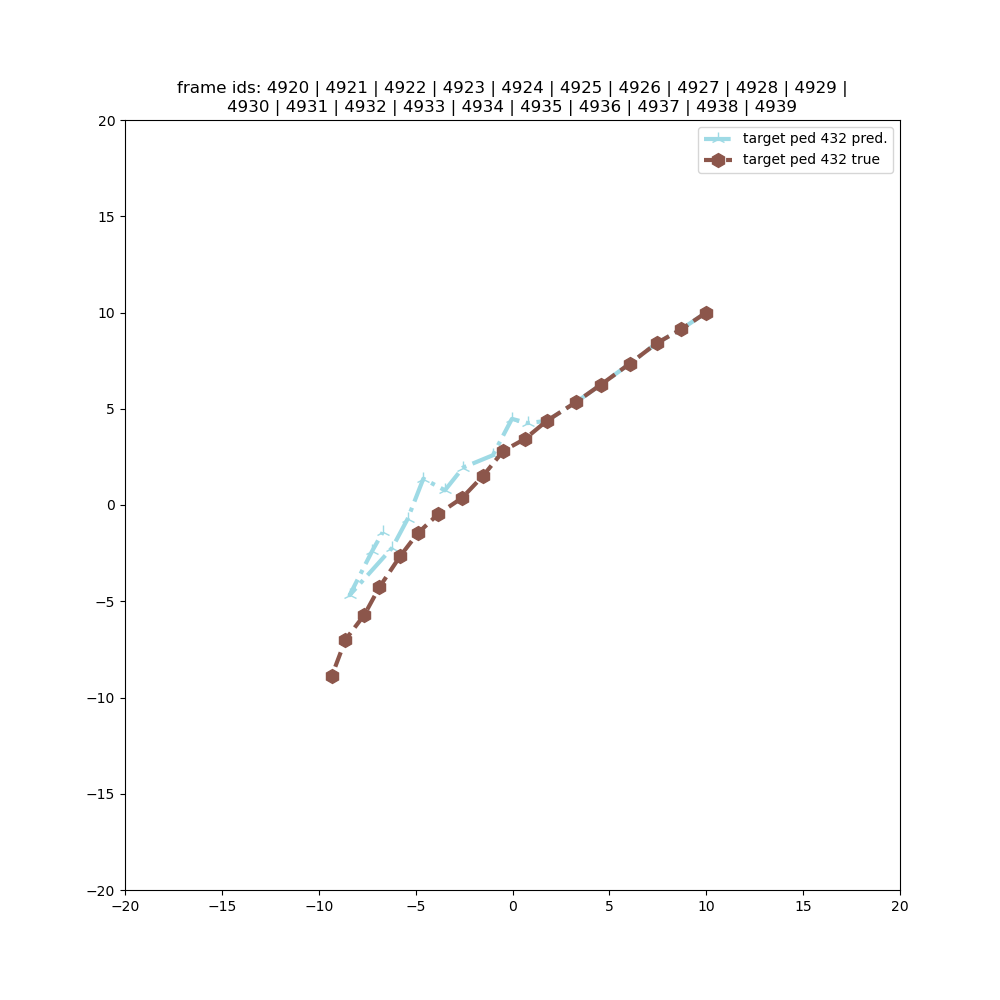 frame ids: 4920 | 4921 | 4922 | 4923 | 4924 | 4925 | 4926 | 4927 | 4928 | 4929 |
4930 | 4931 | 4932 | 4933 | 4934 | 4935 | 4936 | 4937 | 4938 | 4939
target ped 432 pred.
target ped 432 true
20
15
10
5
0
−5
−10
−15
−20
−20 −15 −10 −5 0 5 10 15 20